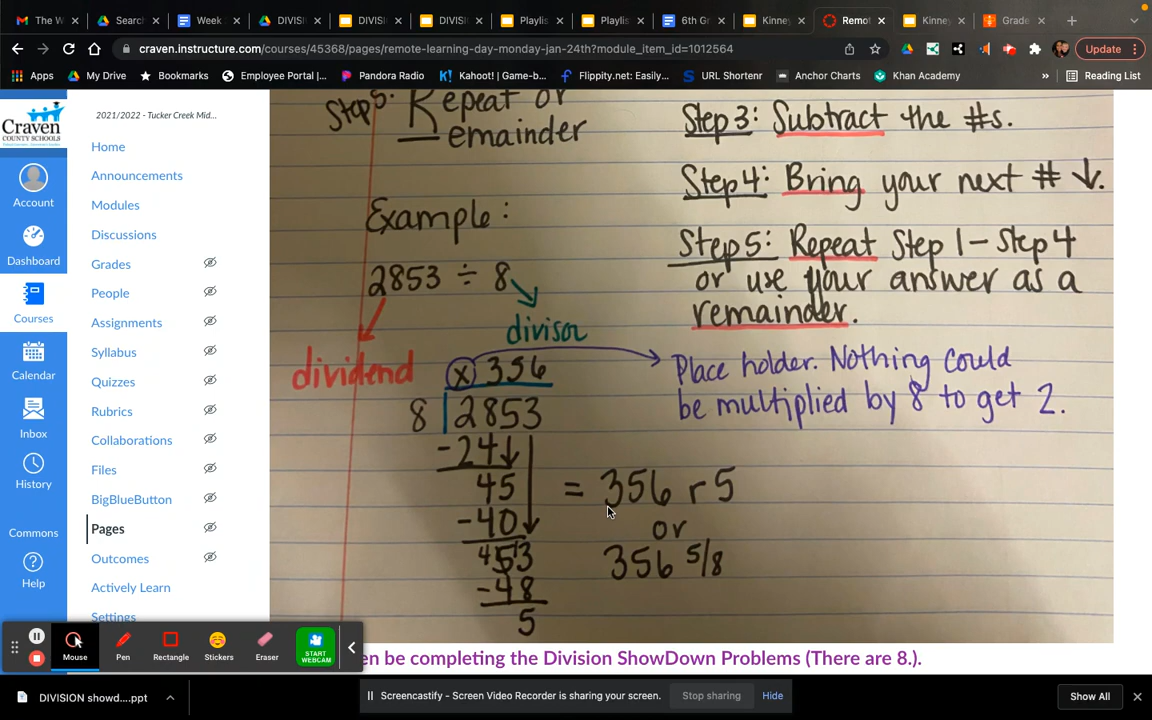 The W
Search
Week
DIVISI
DIVISI
DIVISI
Playlis
Playlis
6th Gr
Kinney
Remot
Kinney
Grade
craven.instructure.com/courses/45368/pages/remote-learning-day-monday-jan-24th?module_item_id=1012564
Update
Apps
My Drive
Bookmarks
Employee Portal |...
Pandora Radio
Kahoot! | Game-b...
Flippity.net: Easily...
URL Shortenr
Anchor Charts
Khan Academy
»
Reading List
Craven
COUNTY SCHOOLS
Account
Dashboard
Courses
Calendar
Inbox
History
Commons
Help
2021/2022 - Tucker Creek Mid...
Home
Announcements
Modules
Discussions
Grades
People
Assignments
Syllabus
Quizzes
Rubrics
Collaborations
Files
BigBlueButton
Pages
Outcomes
Actively Learn
Settings
Step 5: Repeat or
emainder
Example:
2853 ÷ 8
divisor
dividend
x 356
8 2853
-24↓
45
-40
453
-48
5
= 356 r 5
or
356 5/8
Step 3: Subtract the #s.
Step 4: Bring your next # ↓.
Step 5: Repeat Step 1 - Step 4
or use your answer as a
remainder.
Place holder. Nothing could
be multiplied by 8 to get 2.
en be completing the Division ShowDown Problems (There are 8.).
Mouse
Pen
Rectangle
Stickers
Eraser
START
WEBCAM
DIVISION showd....ppt
Screencastify - Screen Video Recorder is sharing your screen.
Stop sharing
Hide
Show All